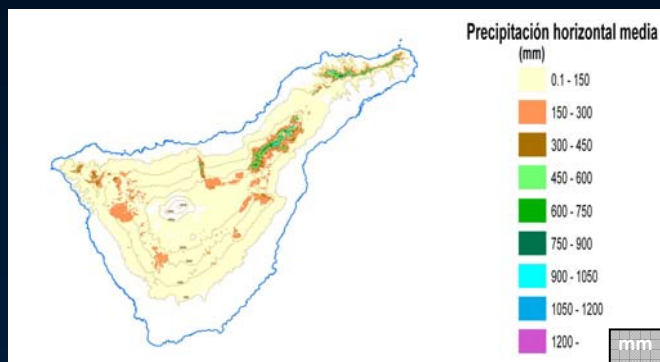 Precipitación horizontal media
(mm)
0.1 - 150
150 - 300
300 - 450
450 - 600
600 - 750
750 - 900
900 - 1050
1050 - 1200
1200 -
mm